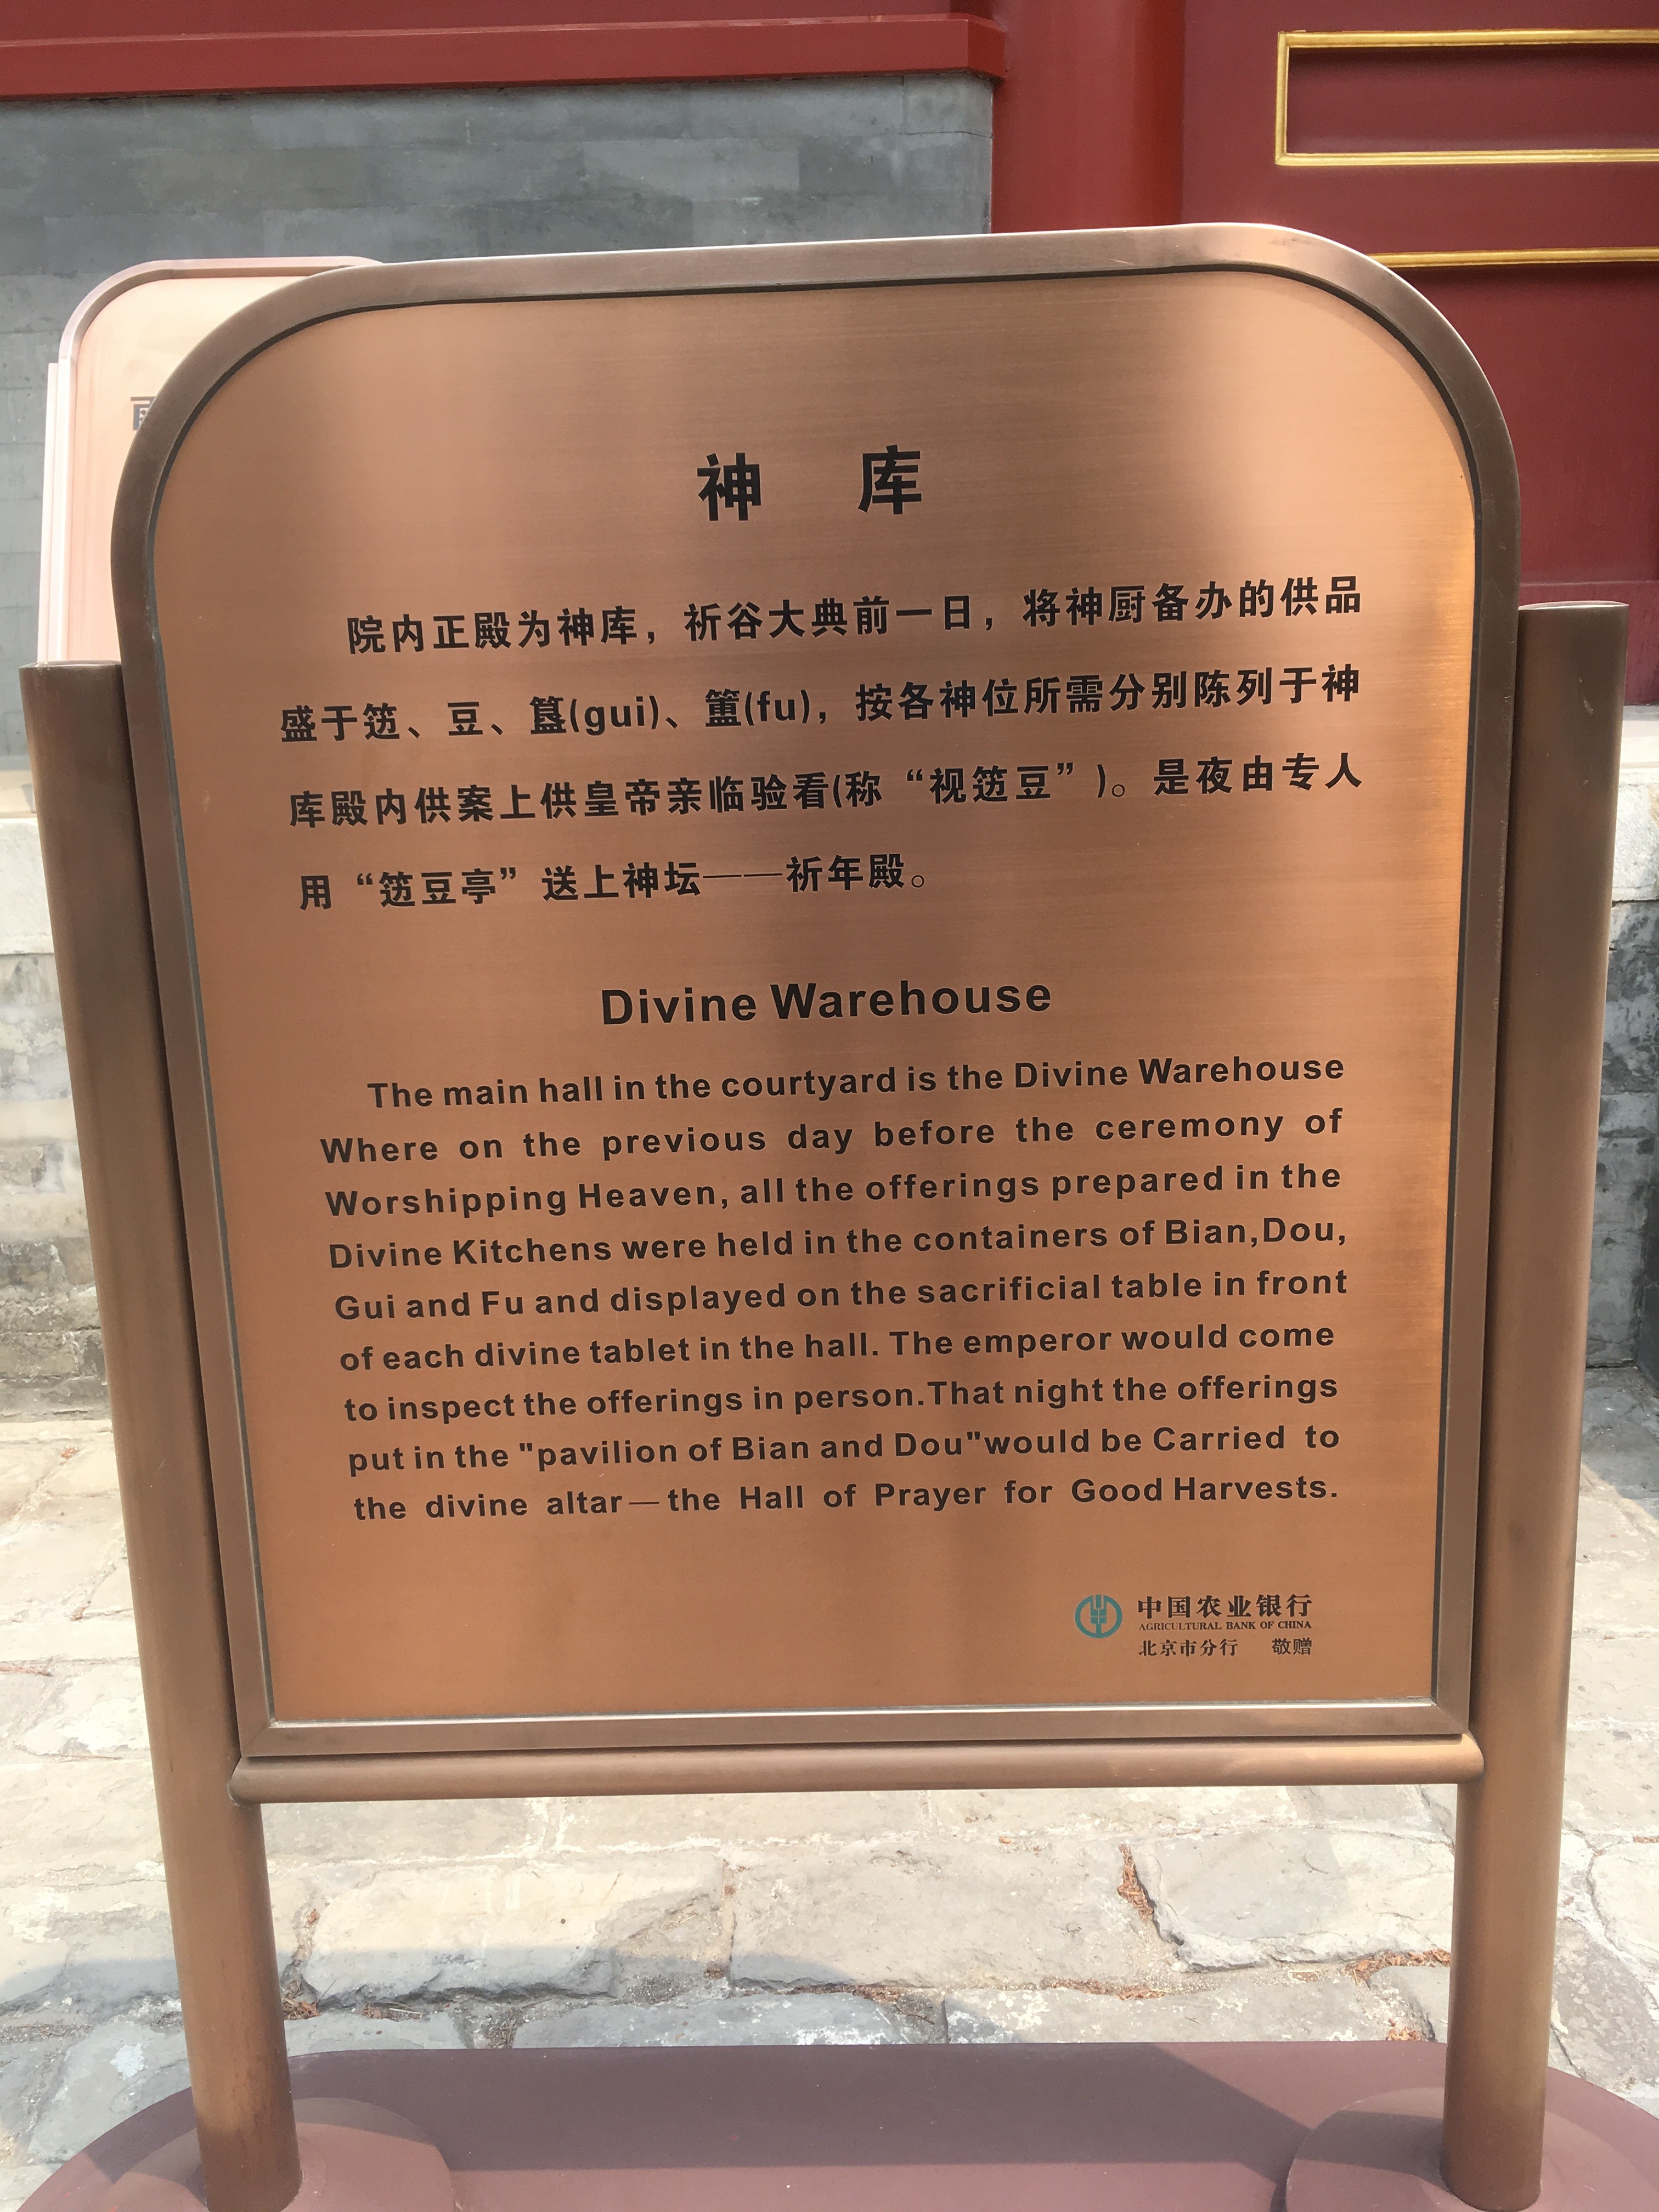 神 库
院内正殿为神库，祈谷大典前一日，将神厨备办的供品
盛于笾、豆、簋(gui)、簠(fu)，按各神位所需分别陈列于神
库殿内供案上供皇帝亲临验看(称“视笾豆”)。是夜由专人
用“笾豆亭”送上神坛——祈年殿。
Divine Warehouse
The main hall in the courtyard is the Divine Warehouse
Where on the previous day before the ceremony of
Worshipping Heaven, all the offerings prepared in the
Divine Kitchens were held in the containers of Bian,Dou,
Gui and Fu and displayed on the sacrificial table in front
of each divine tablet in the hall. The emperor would come
to inspect the offerings in person.That night the offerings
put in the "pavilion of Bian and Dou"would be Carried to
the divine altar—the Hall of Prayer for Good Harvests.
中国农业银行
AGRICULTURAL BANK OF CHINA
北京市分行 敬赠